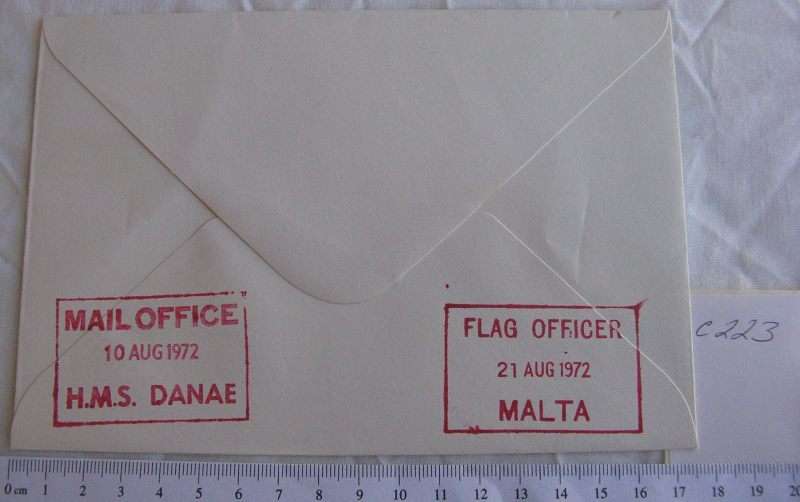 MAIL OFFICE
10 AUG 1972
H.M.S. DANAE
FLAG OFFICER
21 AUG 1972
MALTA
C223
0 cm 1 2 3 4 5 6 7 8 9 10 11 12 13 14 15 16 17 18 19 20